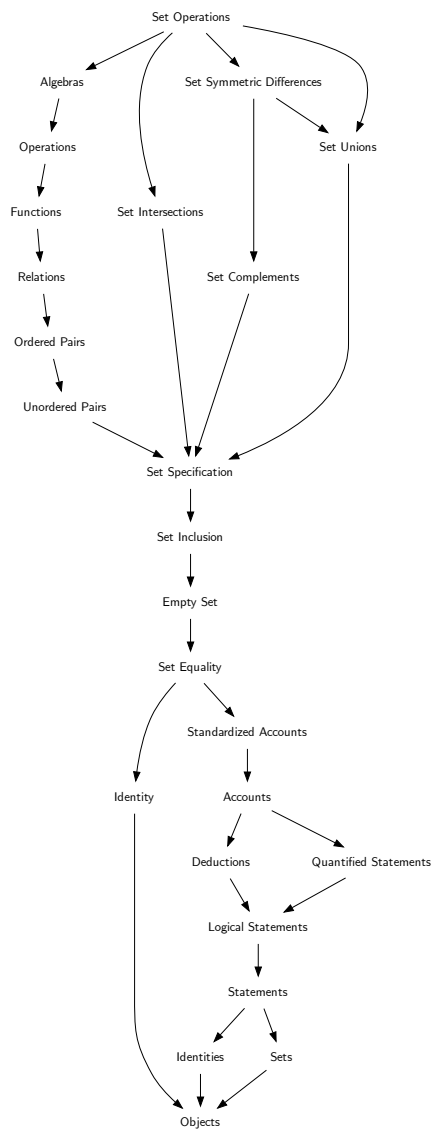 Set Operations
Algebras
Set Symmetric Differences
Operations
Set Unions
Functions
Set Intersections
Relations
Set Complements
Ordered Pairs
Unordered Pairs
Set Specification
Set Inclusion
Empty Set
Set Equality
Standardized Accounts
Identity
Accounts
Deductions
Quantified Statements
Logical Statements
Statements
Identities
Sets
Objects